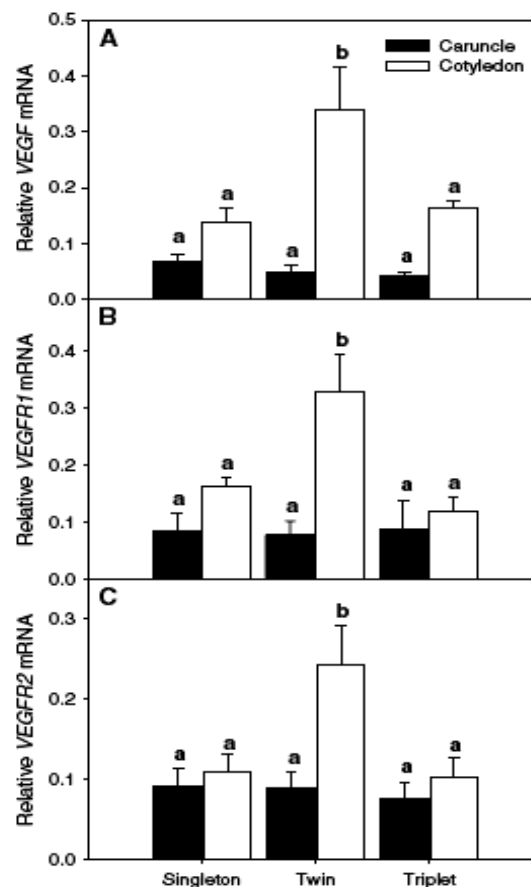 A
Caruncle
Cotyledon
Relative VEGF mRNA
0.5
0.4
0.3
0.2
0.1
0.0
a
a
a
b
a
a
B
Relative VEGFR1 mRNA
0.4
0.3
0.2
0.1
0.0
a
a
a
b
a
a
C
Relative VEGFR2 mRNA
0.3
0.2
0.1
0.0
a
a
a
b
a
a
Singleton Twin Triplet